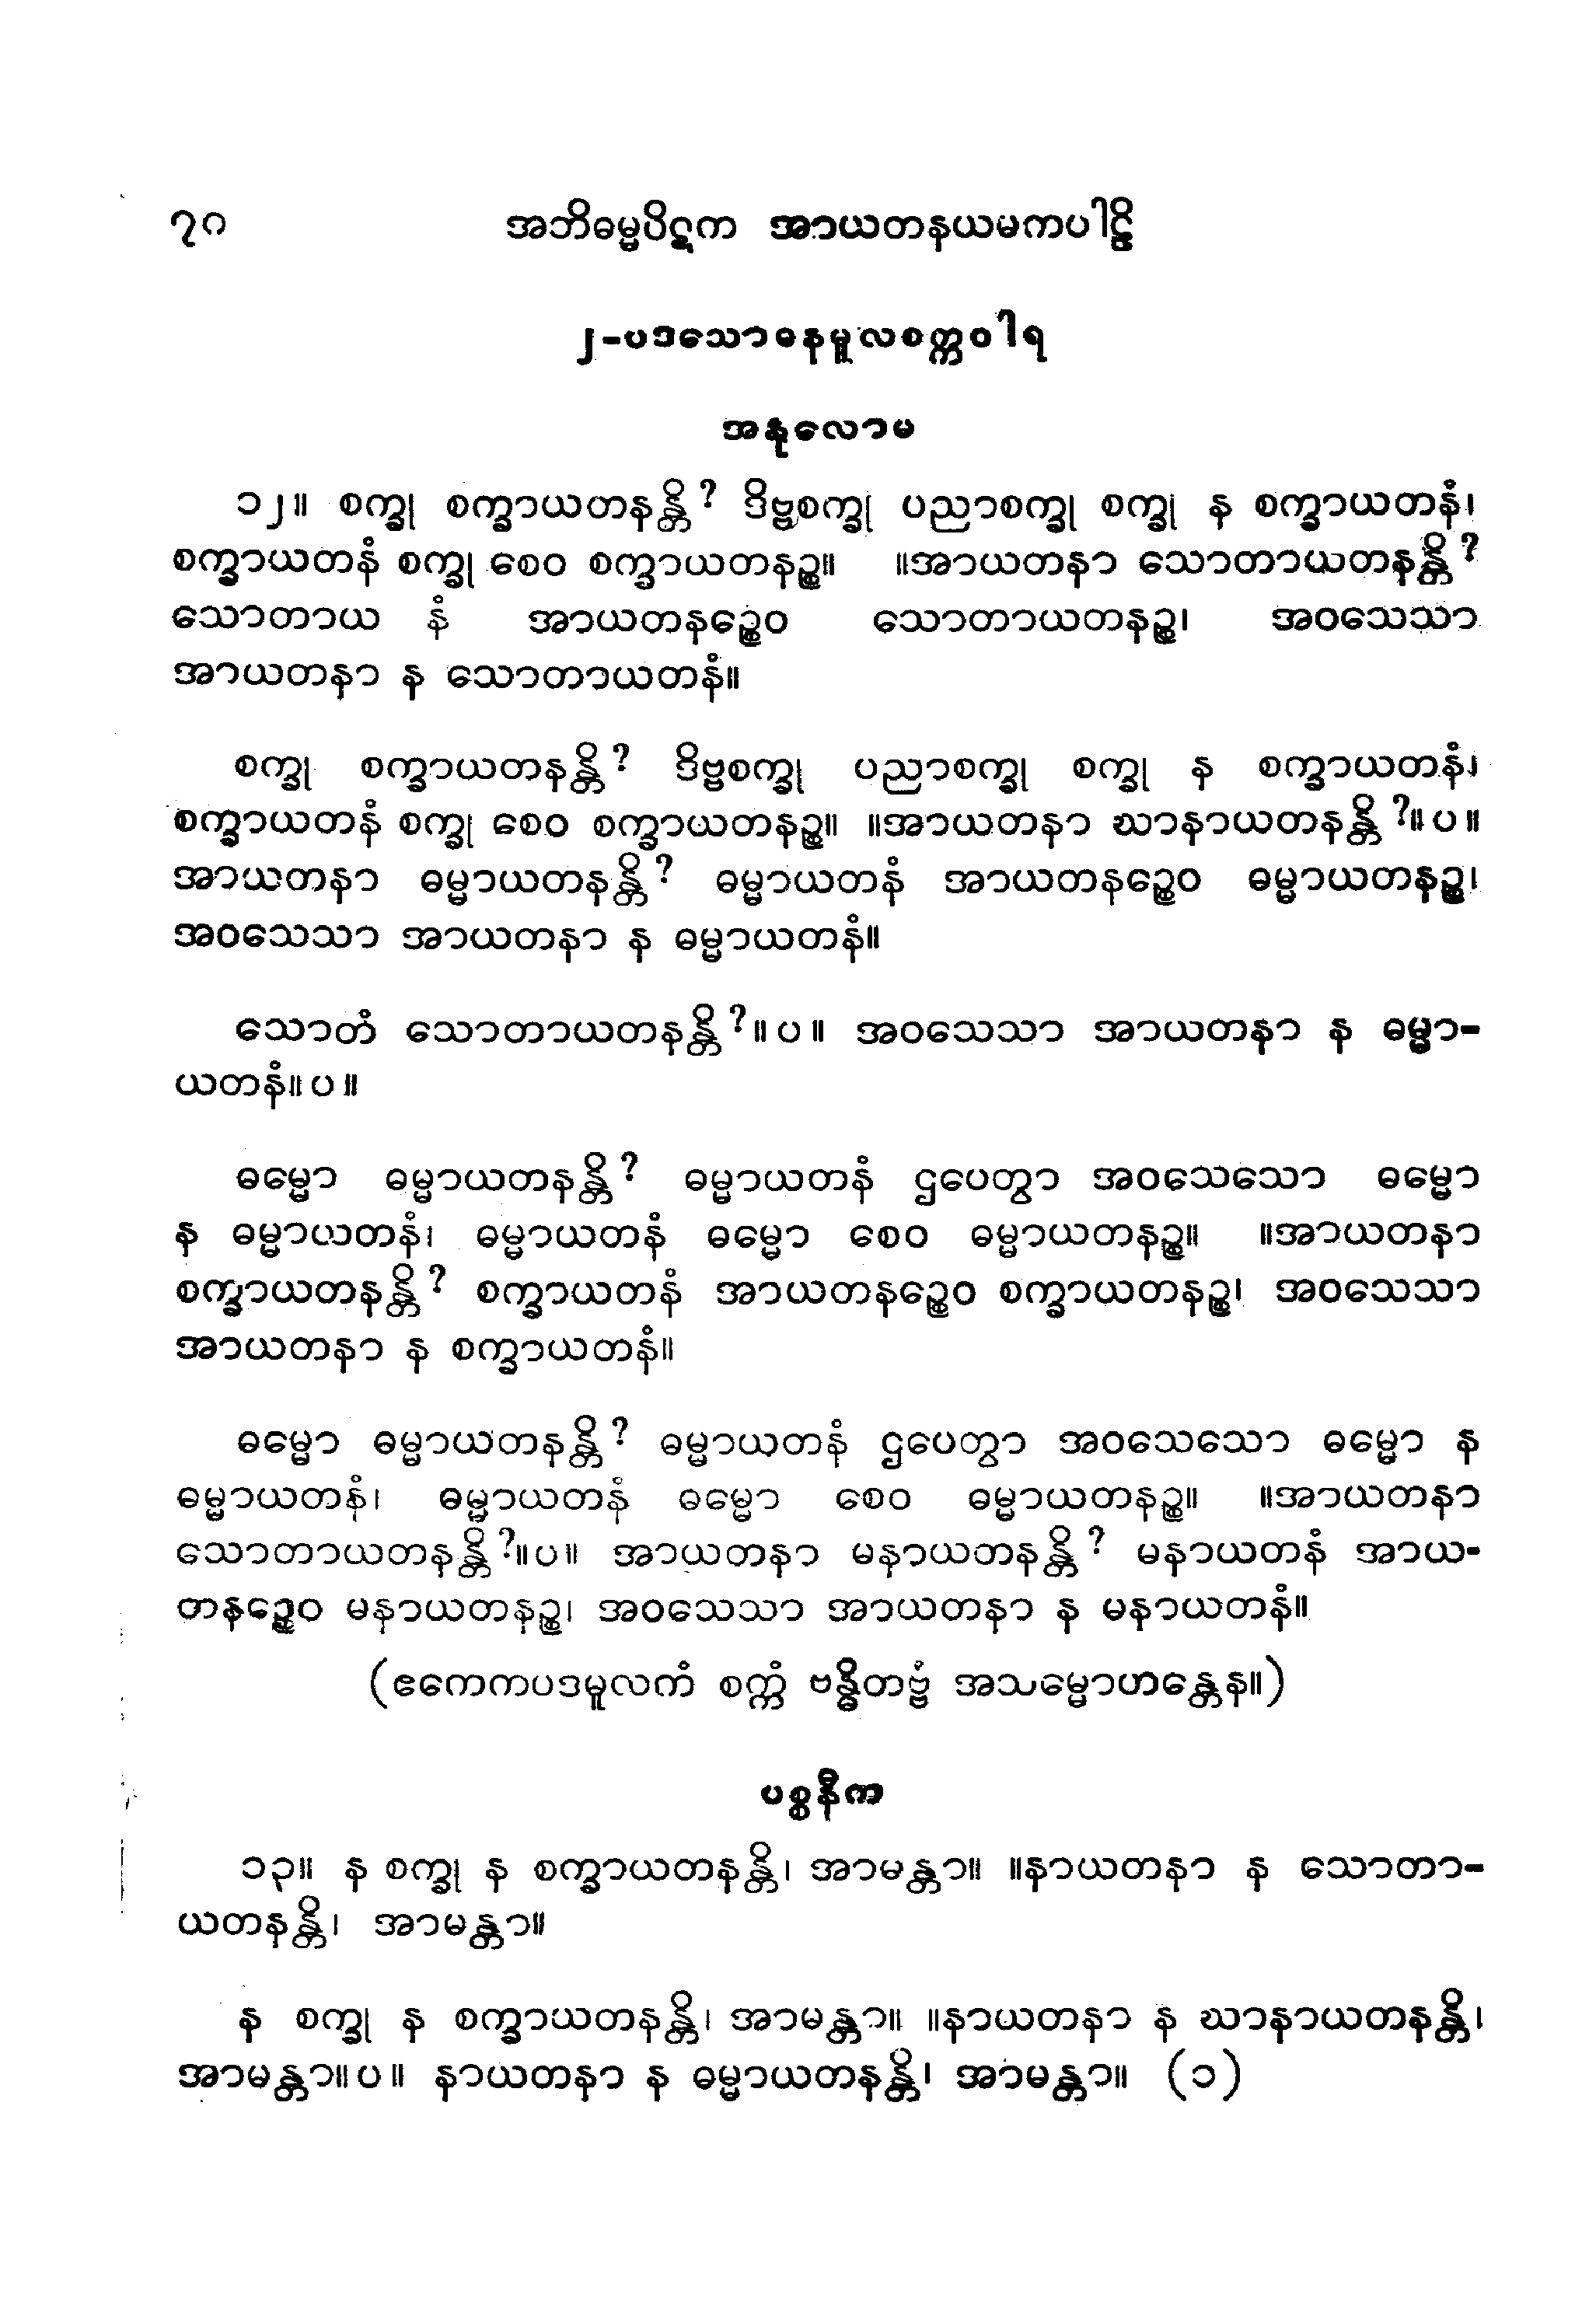 ၇၀ အဘိဓမ္မပိဋက အာယတနယမကပါဠိ
၂-ပဒသောဓနမူလစက္ကဝါရ
အနုလောမ
၁၂။ စက္ခု စက္ခာယတနန္တိ? ဒိဗ္ဗစက္ခု ပညာစက္ခု စက္ခု န စက္ခာယတနံ၊
စက္ခာယတနံ စက္ခု စေဝ စက္ခာယတနဉ္စ။ ။အာယတနာ သောတာယတနန္တိ?
သောတာယ နံ အာယတနဉ္စေဝ သောတာယတနဉ္စ၊ အဝသေသာ
အာယတနာ န သောတာယတနံ။
စက္ခု စက္ခာယတနန္တိ? ဒိဗ္ဗစက္ခု ပညာစက္ခု စက္ခု န စက္ခာယတနံ၊
စက္ခာယတနံ စက္ခု စေဝ စက္ခာယတနဉ္စ။ ။အာယတနာ ဃာနာယတနန္တိ?။ပ။
အာယတနာ ဓမ္မာယတနန္တိ? ဓမ္မာယတနံ အာယတနဉ္စေဝ ဓမ္မာယတနဉ္စ၊
အဝသေသာ အာယတနာ န ဓမ္မာယတနံ။
သောတံ သောတာယတနန္တိ?။ပ။ အဝသေသာ အာယတနာ န ဓမ္မာ-
ယတနံ။ပ။
ဓမ္မော ဓမ္မာယတနန္တိ? ဓမ္မာယတနံ ဌပေတွာ အဝသေသော ဓမ္မော
န ဓမ္မာယတနံ၊ ဓမ္မာယတနံ ဓမ္မော စေဝ ဓမ္မာယတနဉ္စ။ ။အာယတနာ
စက္ခာယတနန္တိ? စက္ခာယတနံ အာယတနဉ္စေဝ စက္ခာယတနဉ္စ၊ အဝသေသာ
အာယတနာ န စက္ခာယတနံ။
ဓမ္မော ဓမ္မာယတနန္တိ? ဓမ္မာယတနံ ဌပေတွာ အဝသေသော ဓမ္မော န
ဓမ္မာယတနံ၊ ဓမ္မာယတနံ ဓမ္မော စေဝ ဓမ္မာယတနဉ္စ။ ။အာယတနာ
သောတာယတနန္တိ?။ပ။ အာယတနာ မနာယတနန္တိ? မနာယတနံ အာယ-
တနဉ္စေဝ မနာယတနဉ္စ၊ အဝသေသာ အာယတနာ န မနာယတနံ။
(ဧကေကပဒမူလကံ စက္ကံ ဗန္ဓိတဗ္ဗံ အသမ္မောဟန္တေန။)
ပစ္စနီက
၁၃။ န စက္ခု န စက္ခာယတနန္တိ၊ အာမန္တာ။ ။နာယတနာ န သောတာ-
ယတနန္တိ၊ အာမန္တာ။
န စက္ခု န စက္ခာယတနန္တိ၊ အာမန္တာ။ ။နာယတနာ န ဃာနာယတနန္တိ၊
အာမန္တာ။ပ။ နာယတနာ န ဓမ္မာယတနန္တိ၊ အာမန္တာ။ (၁)